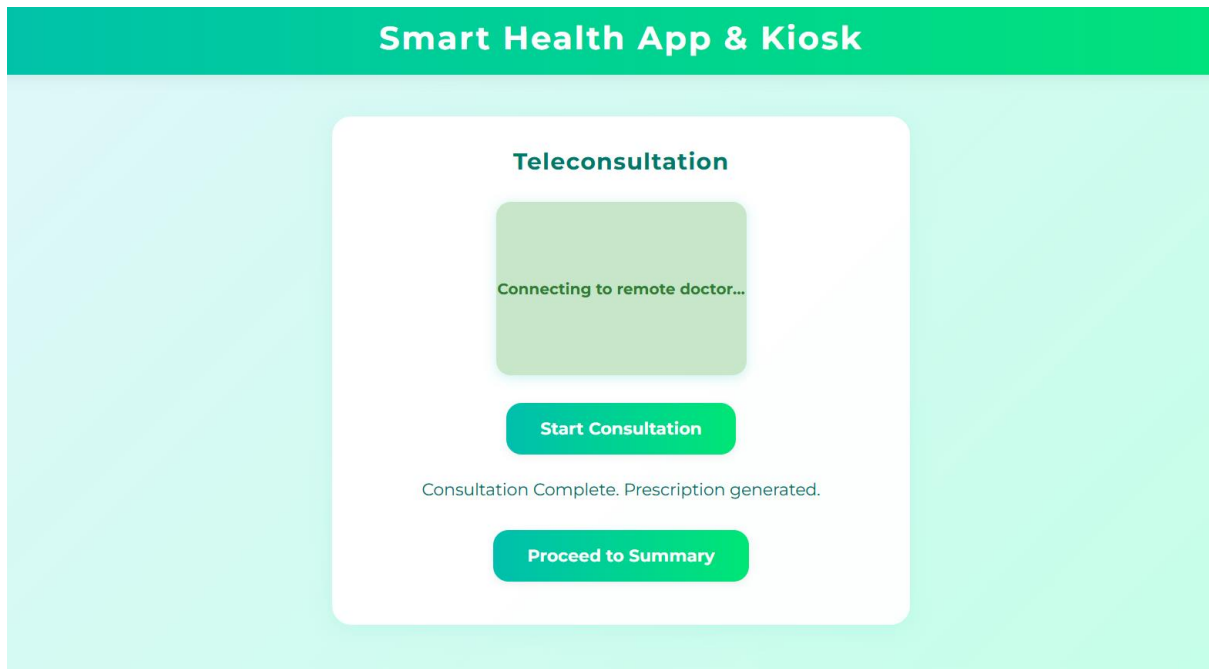 Smart Health App & Kiosk
Teleconsultation
Connecting to remote doctor...
Start Consultation
Consultation Complete. Prescription generated.
Proceed to Summary